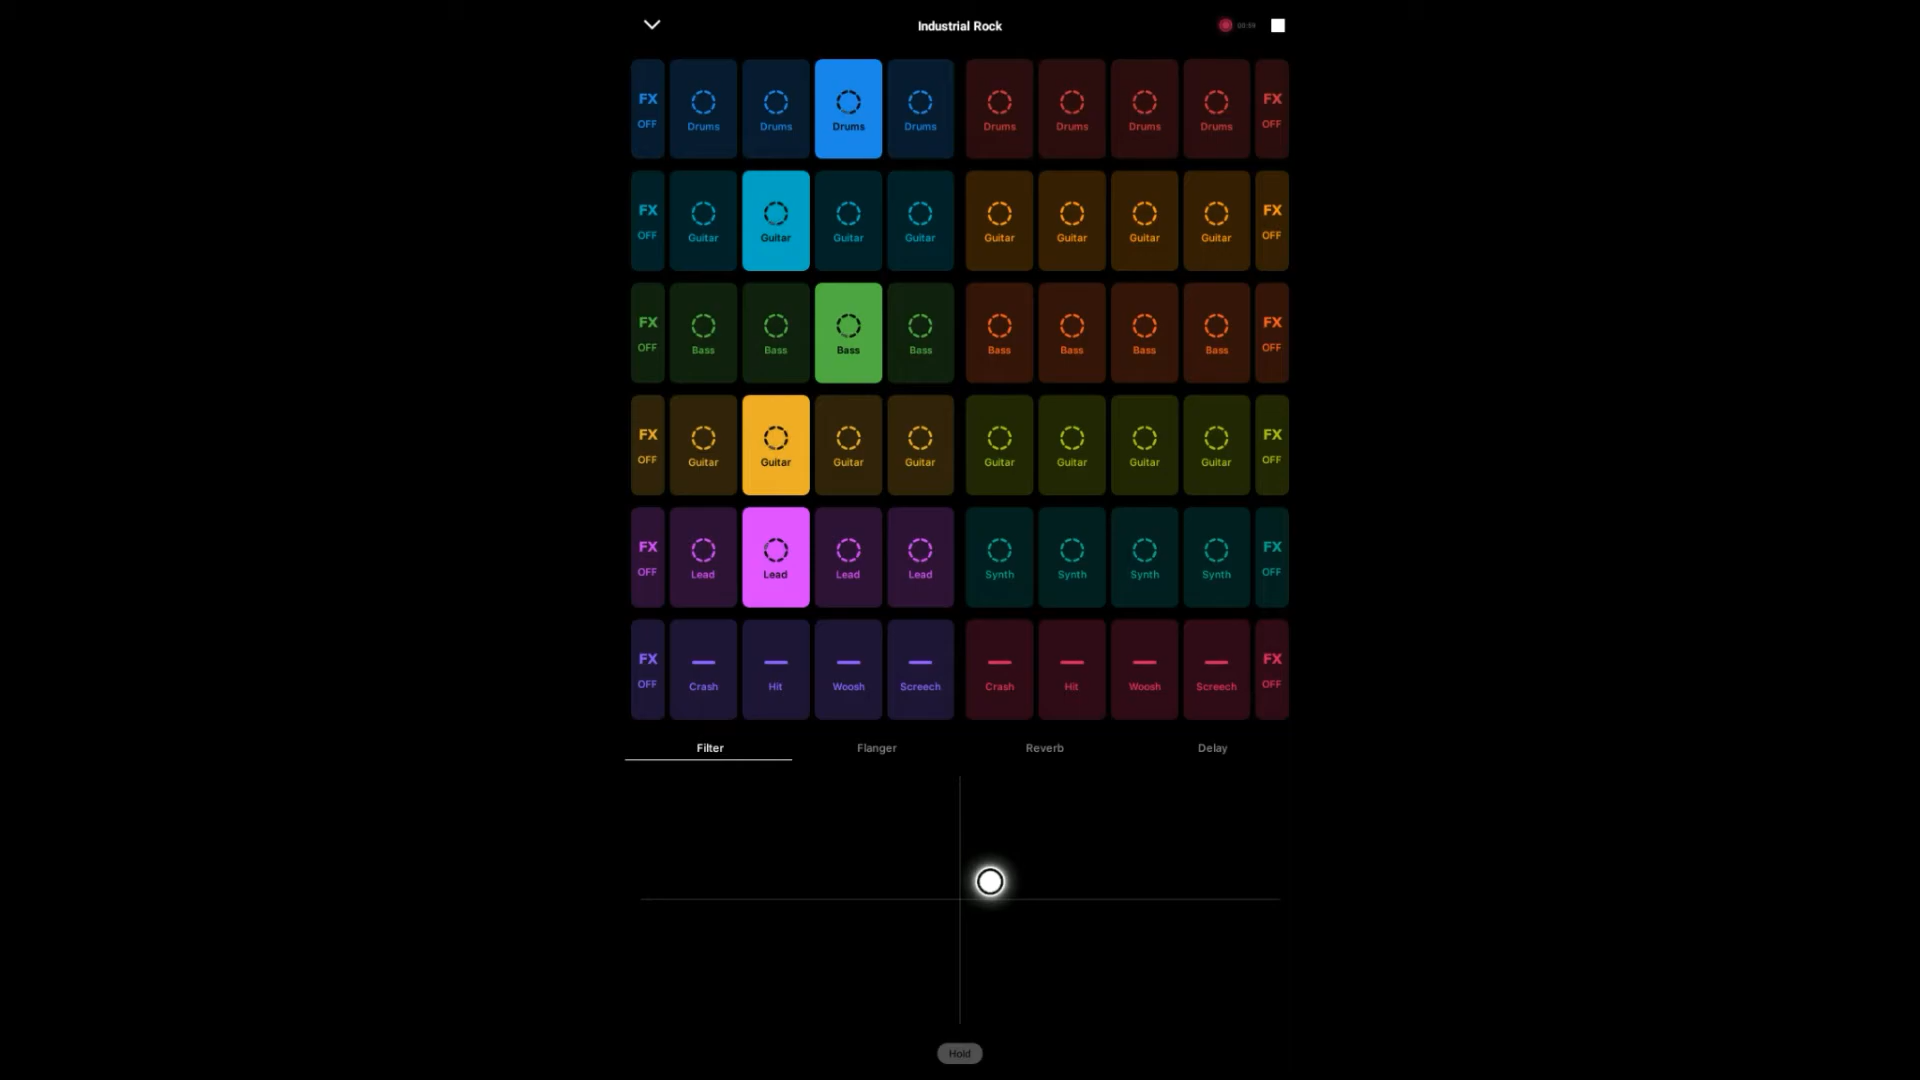 Industrial Rock
00:59
FX Drums Drums Drums Drums Drums Drums Drums Drums FX
OFF OFF
FX Guitar Guitar Guitar Guitar Guitar Guitar Guitar Guitar FX
OFF OFF
FX Bass Bass Bass Bass Bass Bass Bass Bass FX
OFF OFF
FX Guitar Guitar Guitar Guitar Guitar Guitar Guitar Guitar FX
OFF OFF
FX Lead Lead Lead Lead Synth Synth Synth Synth FX
OFF OFF
FX Crash Hit Woosh Screech Crash Hit Woosh Screech FX
OFF OFF
Filter Flanger Reverb Delay
Hold